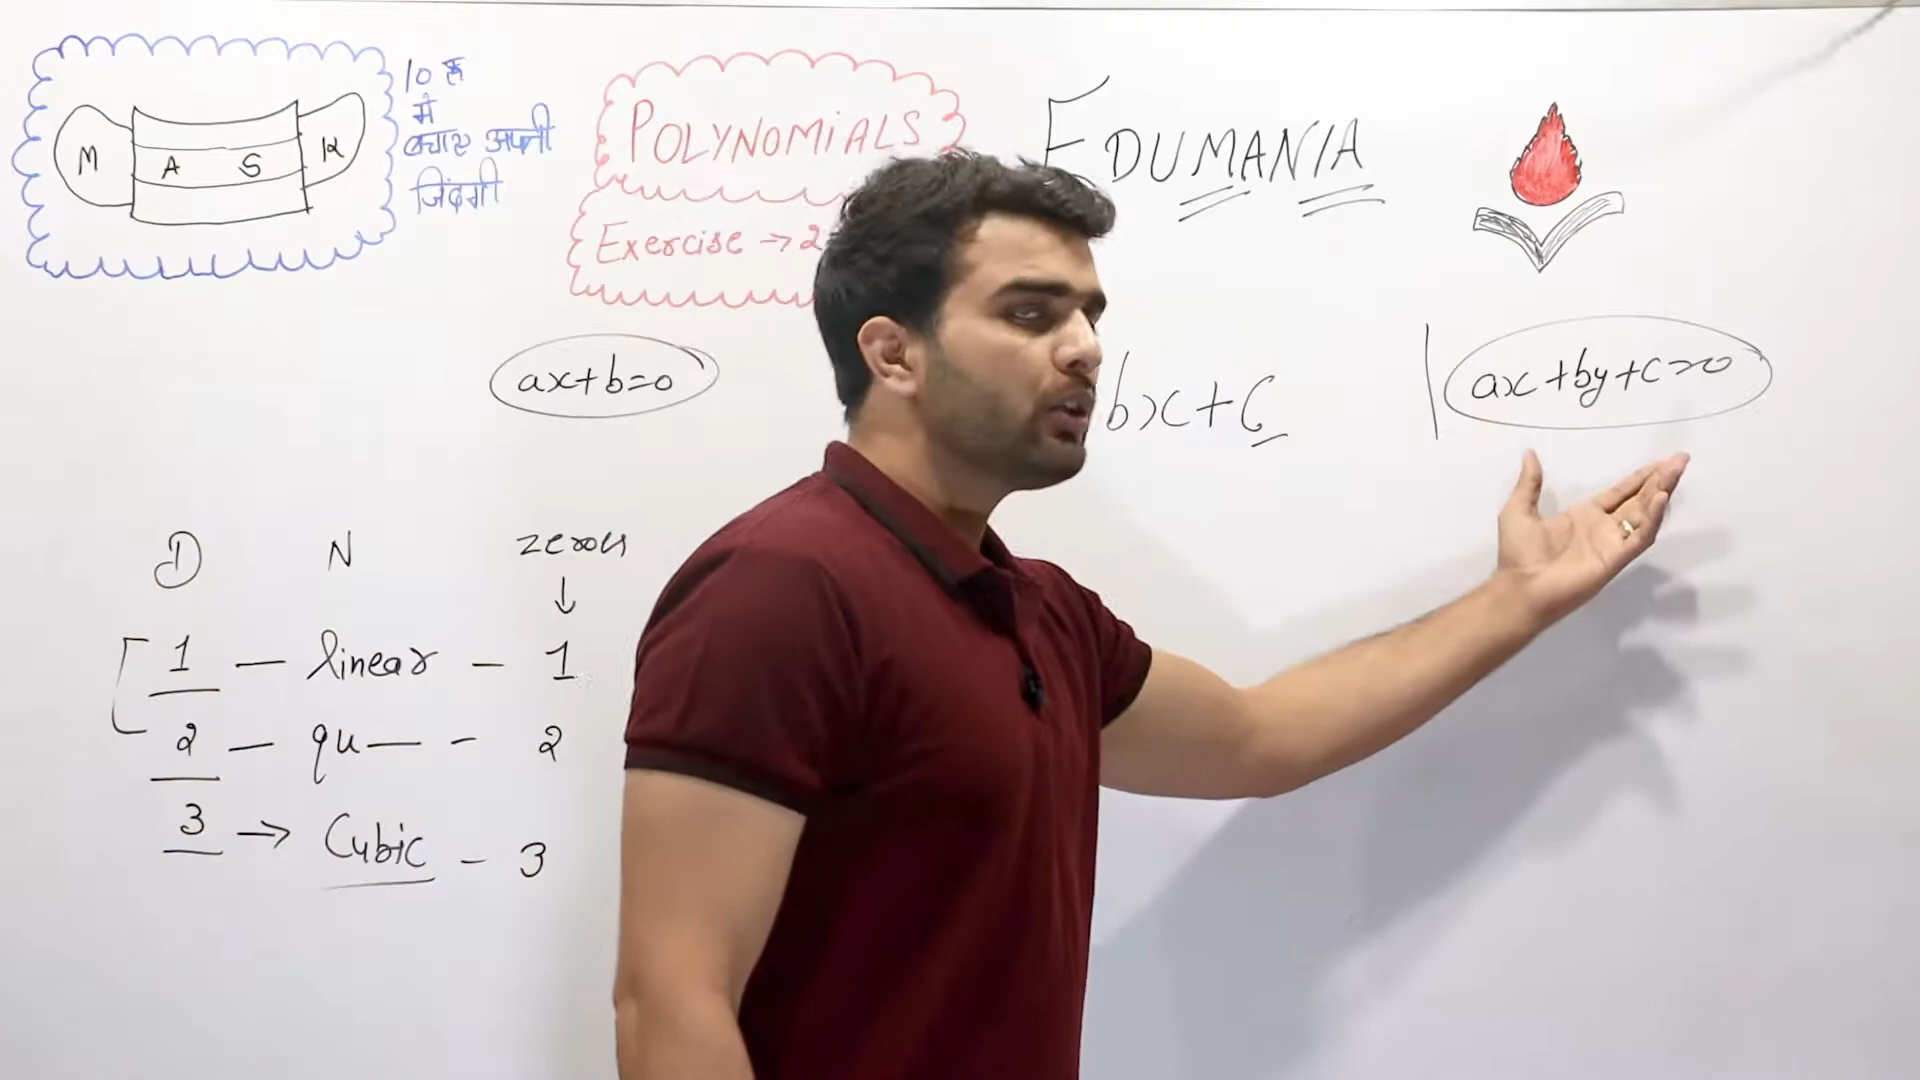 M A S K
10 रू
में
बचाए अपनी
जिंदगी
POLYNOMiALS
Exercise → 2
EDUMANIA
ax+b=0
bx+c
ax+by+c=0
D N zeroes
↓
1 — linear - 1
2 — qu— - 2
3 → Cubic - 3